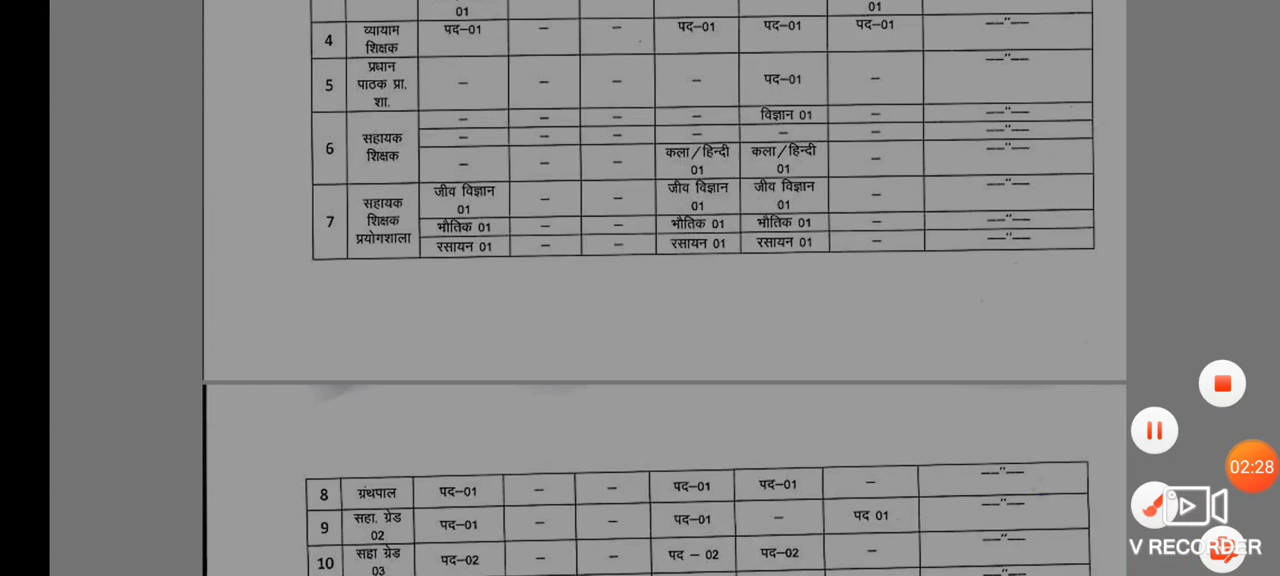 01 01
4 व्यायाम शिक्षक पद–01 – – पद–01 पद–01 पद–01 —"—
5 प्रधान पाठक प्रा. शा. – – – – पद–01 – —"—
6 सहायक शिक्षक – – – – विज्ञान 01 – —"—
– – – – – – —"—
– – – कला/हिन्दी 01 कला/हिन्दी 01 – —"—
7 सहायक शिक्षक प्रयोगशाला जीव विज्ञान 01 – – जीव विज्ञान 01 जीव विज्ञान 01 – —"—
भौतिक 01 – – भौतिक 01 भौतिक 01 – —"—
रसायन 01 – – रसायन 01 रसायन 01 – —"—
8 ग्रंथपाल पद–01 – – पद–01 पद–01 – —"—
9 सहा. ग्रेड 02 पद–01 – – पद–01 – पद 01 —"—
10 सहा ग्रेड 03 पद–02 – – पद – 02 पद–02 – —"—
02:28
V RECORDER